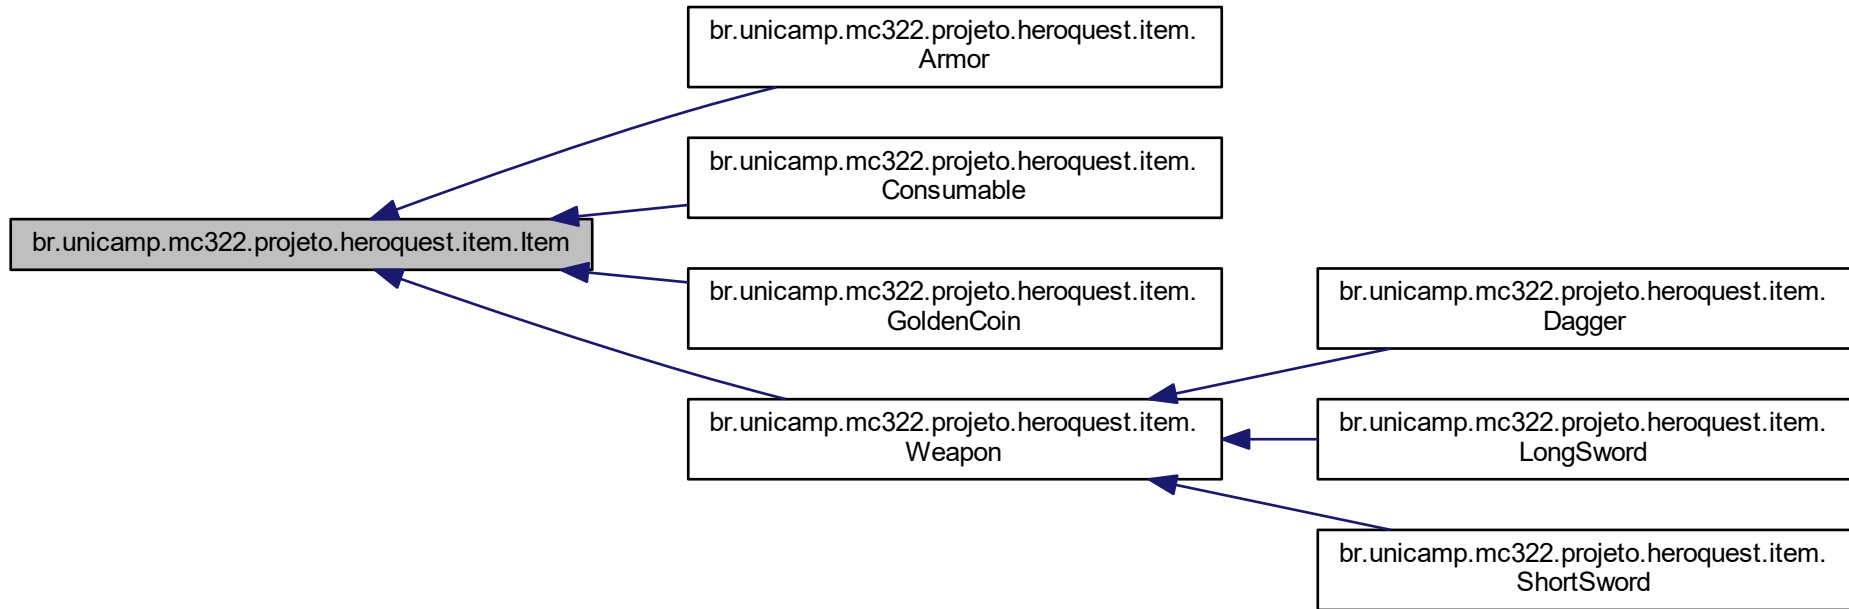 br.unicamp.mc322.projeto.heroquest.item.
Armor
br.unicamp.mc322.projeto.heroquest.item.
Consumable
br.unicamp.mc322.projeto.heroquest.item.Item
br.unicamp.mc322.projeto.heroquest.item.
GoldenCoin
br.unicamp.mc322.projeto.heroquest.item.
Weapon
br.unicamp.mc322.projeto.heroquest.item.
Dagger
br.unicamp.mc322.projeto.heroquest.item.
LongSword
br.unicamp.mc322.projeto.heroquest.item.
ShortSword